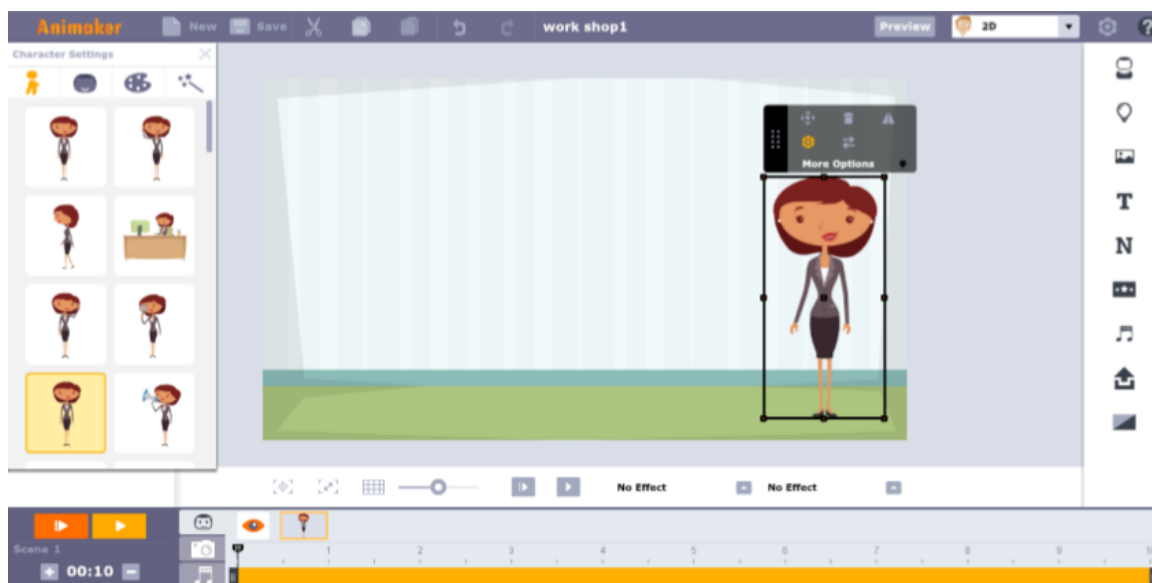 Animaker New Save work shop1 Preview 2D ?
Character Settings
More Options
T
N
No Effect No Effect
Scene 1
1 2 3 4 5 6 7 8 9 10
00:10